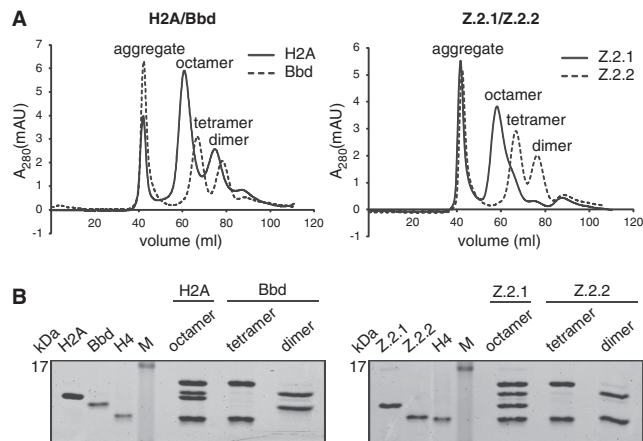 A
H2A/Bbd
A280(mAU)
7
6
5
4
3
2
1
0
-1
0 20 40 60 80 100 120
volume (ml)
aggregate
octamer
tetramer
dimer
H2A
Bbd
Z.2.1/Z.2.2
A280(mAU)
6
5
4
3
2
1
0
-1
0 20 40 60 80 100 120
volume (ml)
aggregate
octamer
tetramer
dimer
Z.2.1
Z.2.2
B
H2A Bbd
kDa H2A Bbd H4 M octamer tetramer dimer
17
Z.2.1 Z.2.2
kDa Z.2.1 Z.2.2 H4 M octamer tetramer dimer
17